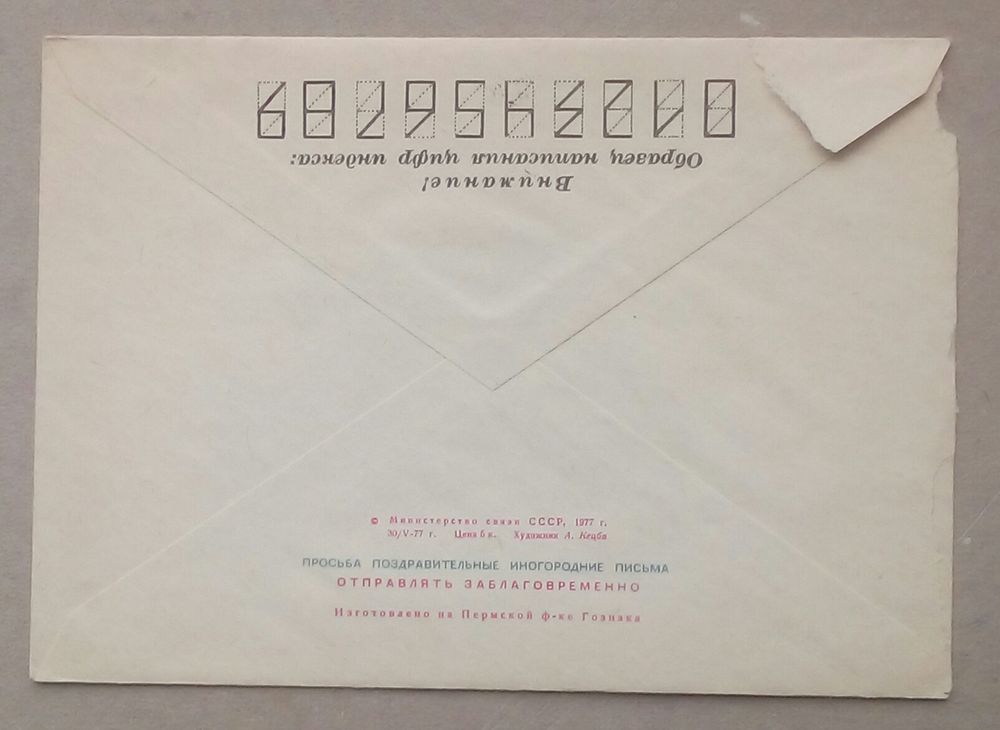 Внимание!
Образец написания цифр индекса:
0123456789
© Министерство связи СССР, 1977 г.
30/V-77 г. Цена 6 к. Художник А. Кецба
ПРОСЬБА ПОЗДРАВИТЕЛЬНЫЕ ИНОГОРОДНИЕ ПИСЬМА
ОТПРАВЛЯТЬ ЗАБЛАГОВРЕМЕННО
Изготовлено на Пермской ф-ке Гознака